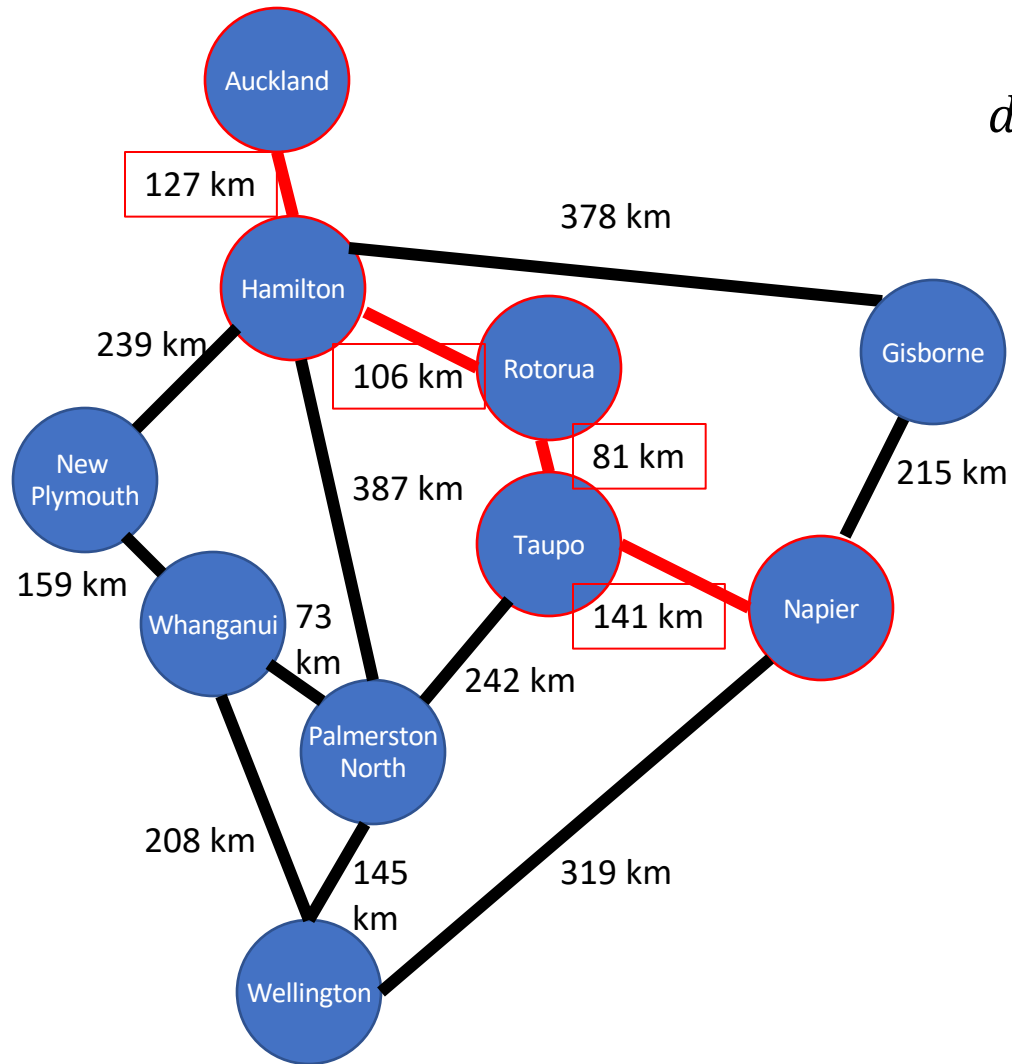 Auckland
d
127 km
378 km
Hamilton
239 km
Rotorua
Gisborne
106 km
81 km
387 km
215 km
New
Plymouth
Taupo
159 km
Whanganui
73
km
141 km
Napier
242 km
Palmerston
North
208 km
145
km
319 km
Wellington